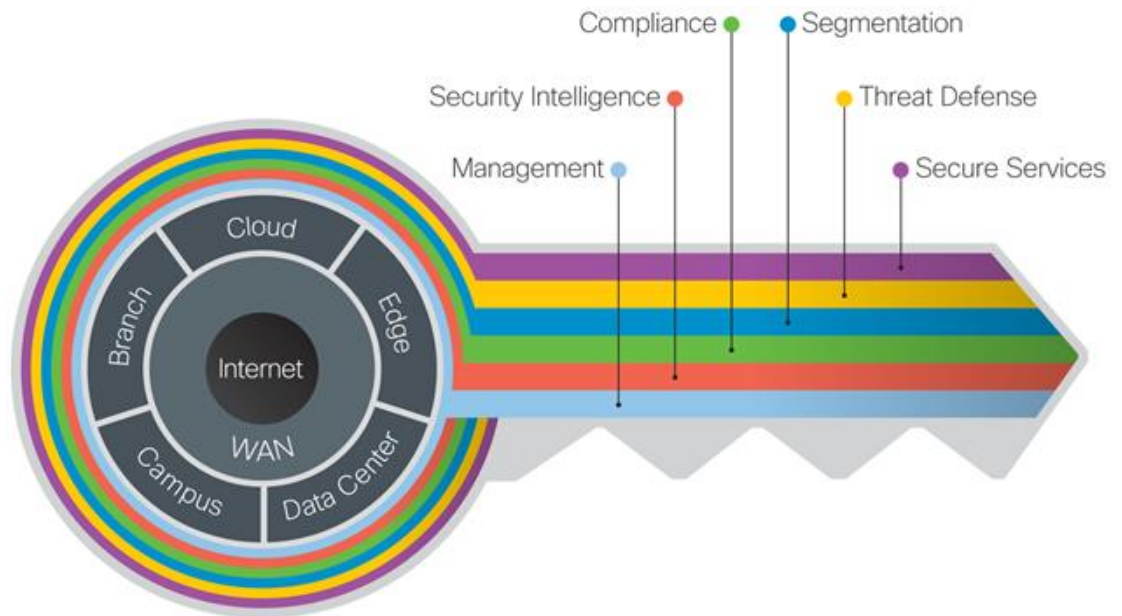 Compliance
Segmentation
Security Intelligence
Threat Defense
Management
Secure Services
Cloud
Branch
Edge
Internet
WAN
Campus
Data Center